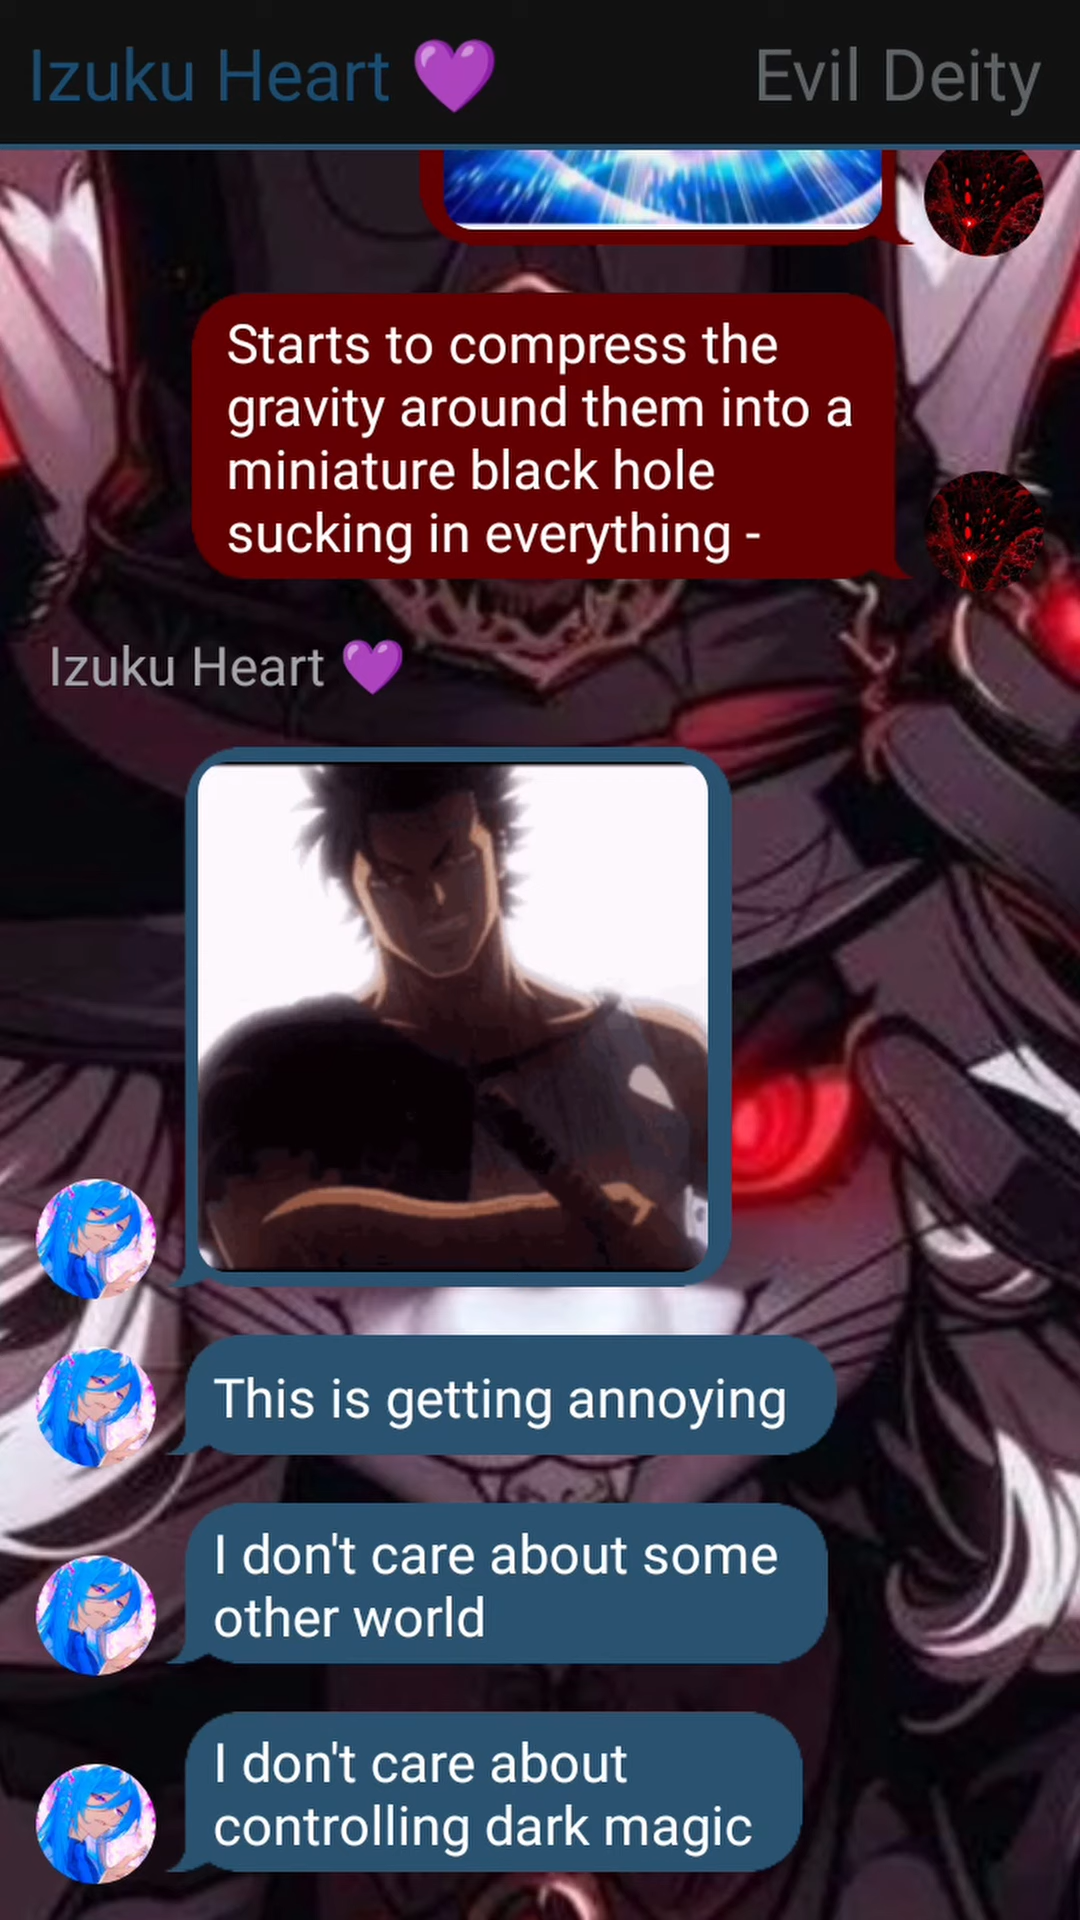 Izuku Heart 💜 Evil Deity
Starts to compress the
gravity around them into a
miniature black hole
sucking in everything -
Izuku Heart 💜
This is getting annoying
I don't care about some
other world
I don't care about
controlling dark magic